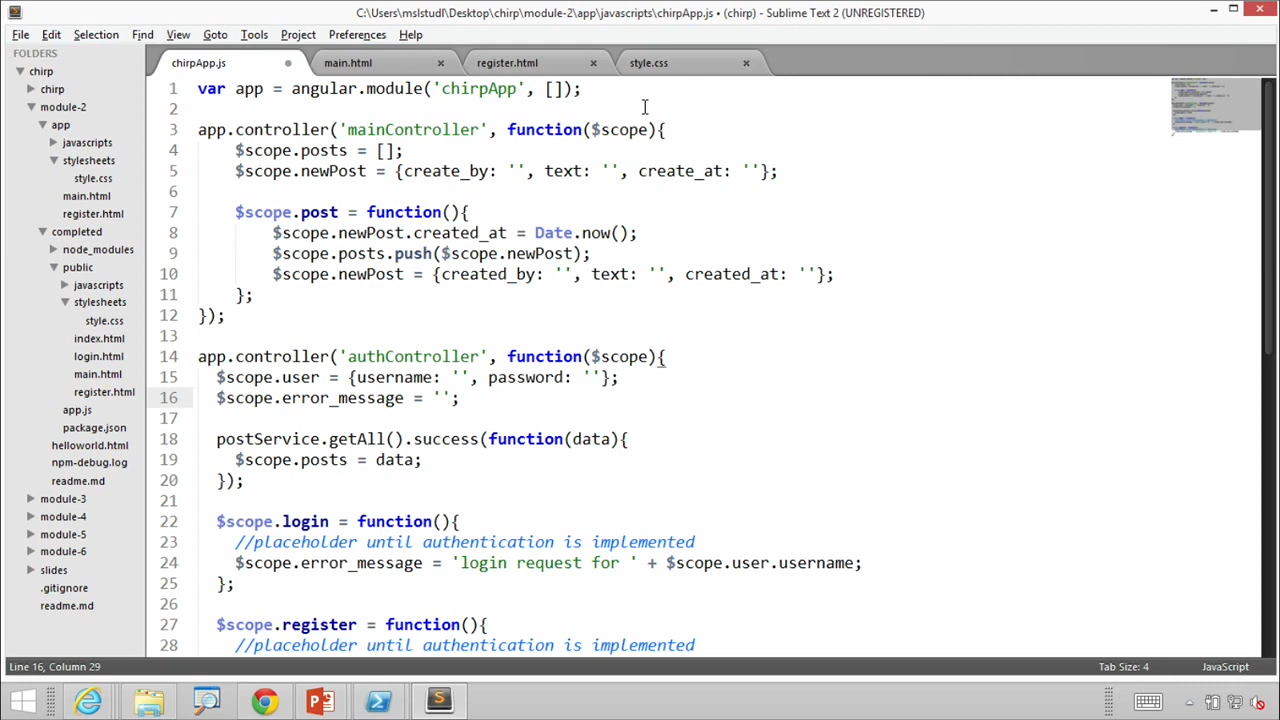 C:\Users\mslstudl\Desktop\chirp\module-2\app\javascripts\chirpApp.js • (chirp) - Sublime Text 2 (UNREGISTERED)
File Edit Selection Find View Goto Tools Project Preferences Help
FOLDERS
chirp
chirp
module-2
app
javascripts
stylesheets
style.css
main.html
register.html
completed
node_modules
public
javascripts
stylesheets
style.css
index.html
login.html
main.html
register.html
app.js
package.json
helloworld.html
npm-debug.log
readme.md
module-3
module-4
module-5
module-6
slides
.gitignore
readme.md
chirpApp.js main.html register.html style.css
1 var app = angular.module('chirpApp', []);
2
3 app.controller('mainController', function($scope){
4 $scope.posts = [];
5 $scope.newPost = {create_by: '', text: '', create_at: ''};
6
7 $scope.post = function(){
8 $scope.newPost.created_at = Date.now();
9 $scope.posts.push($scope.newPost);
10 $scope.newPost = {created_by: '', text: '', created_at: ''};
11 };
12 });
13
14 app.controller('authController', function($scope){
15 $scope.user = {username: '', password: ''};
16 $scope.error_message = '';
17
18 postService.getAll().success(function(data){
19 $scope.posts = data;
20 });
21
22 $scope.login = function(){
23 //placeholder until authentication is implemented
24 $scope.error_message = 'login request for ' + $scope.user.username;
25 };
26
27 $scope.register = function(){
28 //placeholder until authentication is implemented
Line 16, Column 29 Tab Size: 4 JavaScript